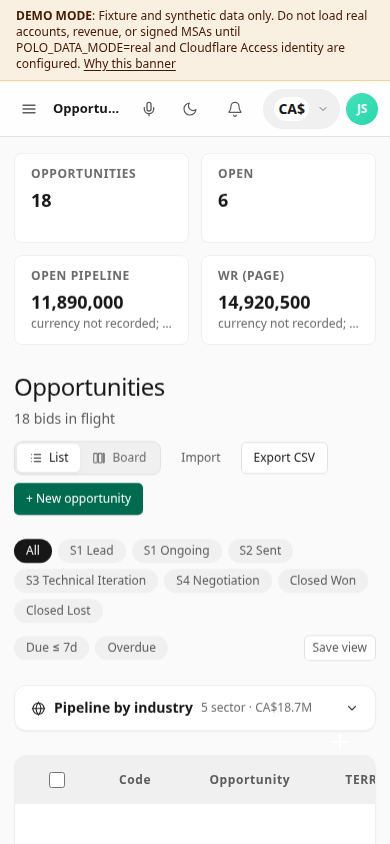 DEMO MODE: Fixture and synthetic data only. Do not load real
accounts, revenue, or signed MSAs until
POLO_DATA_MODE=real and Cloudflare Access identity are
configured. Why this banner
Opportu...
CA$
JS
OPPORTUNITIES
18
OPEN
6
OPEN PIPELINE
11,890,000
currency not recorded; ...
WR (PAGE)
14,920,500
currency not recorded; ...
Opportunities
18 bids in flight
List
Board
Import
Export CSV
+ New opportunity
All
S1 Lead
S1 Ongoing
S2 Sent
S3 Technical Iteration
S4 Negotiation
Closed Won
Closed Lost
Due ≤ 7d
Overdue
Save view
Pipeline by industry
5 sector · CA$18.7M
Code
Opportunity
TERR